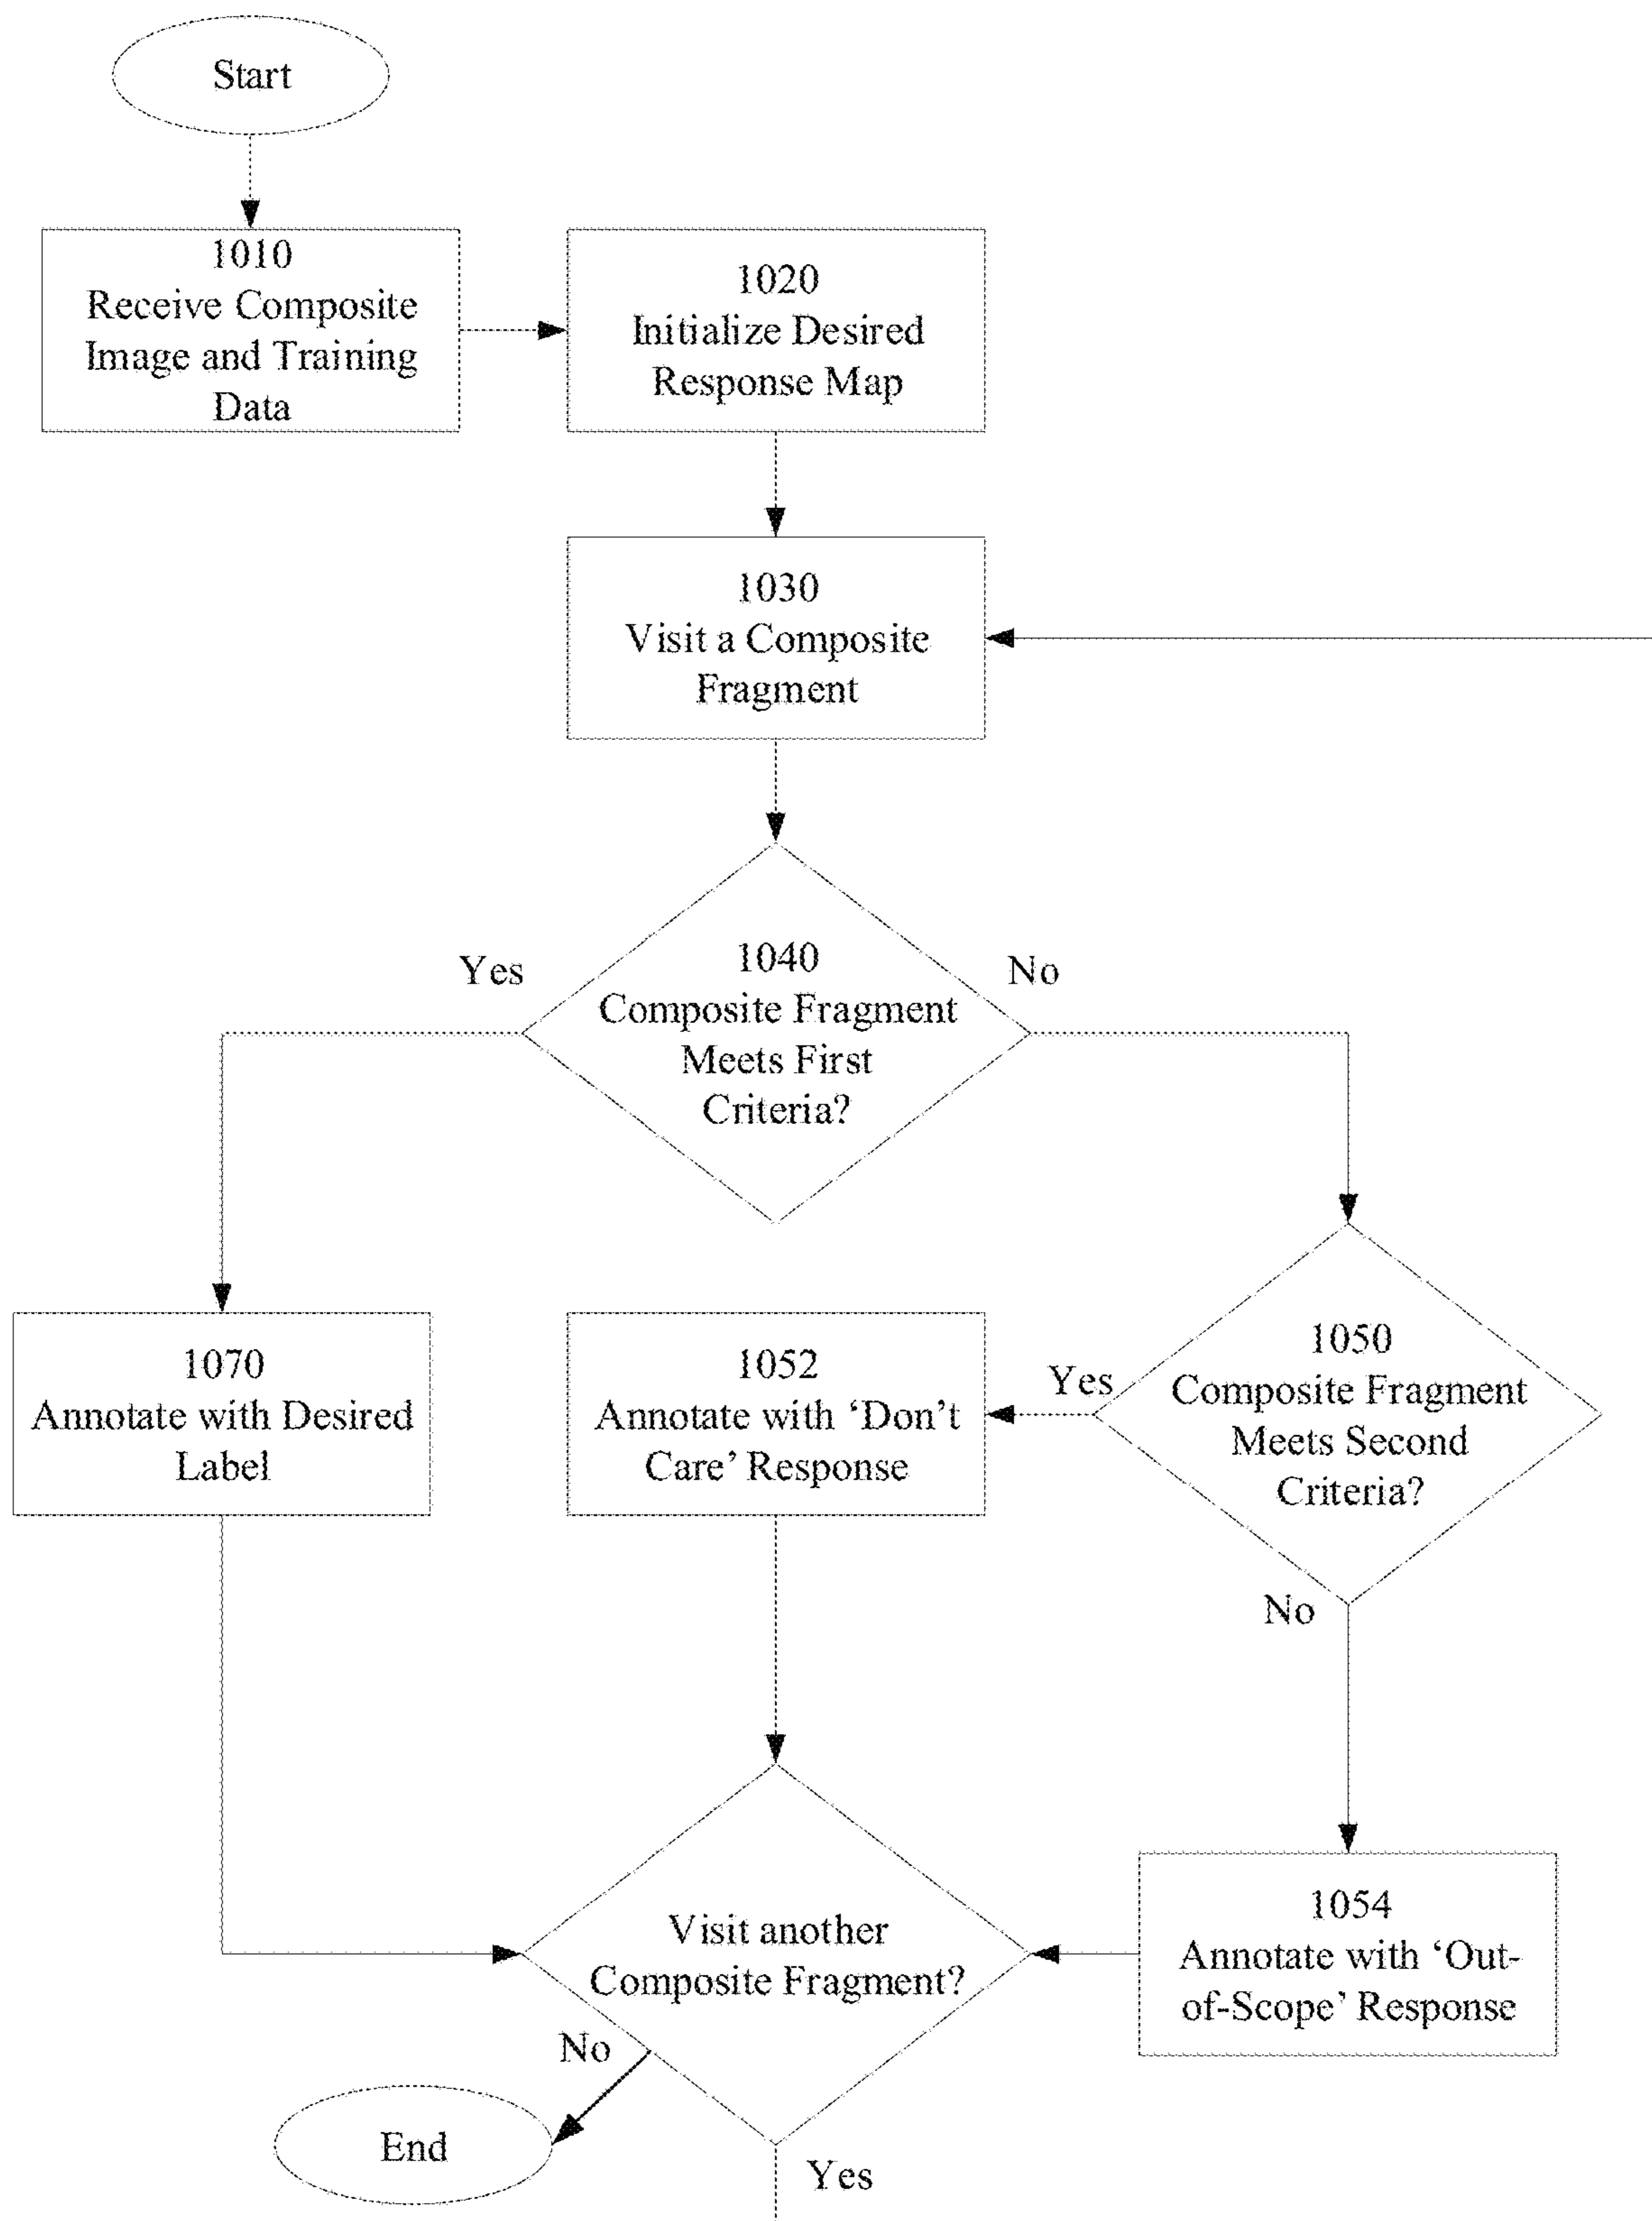 Start
1010
Receive Composite
Image and Training
Data
1020
Initialize Desired
Response Map
1030
Visit a Composite
Fragment
Yes
1040
Composite Fragment
Meets First
Criteria?
No
1070
Annotate with Desired
Label
1052
Annotate with ‘Don’t
Care’ Response
Yes
1050
Composite Fragment
Meets Second
Criteria?
No
Visit another
Composite Fragment?
1054
Annotate with ‘Out-
of-Scope’ Response
No
End
Yes